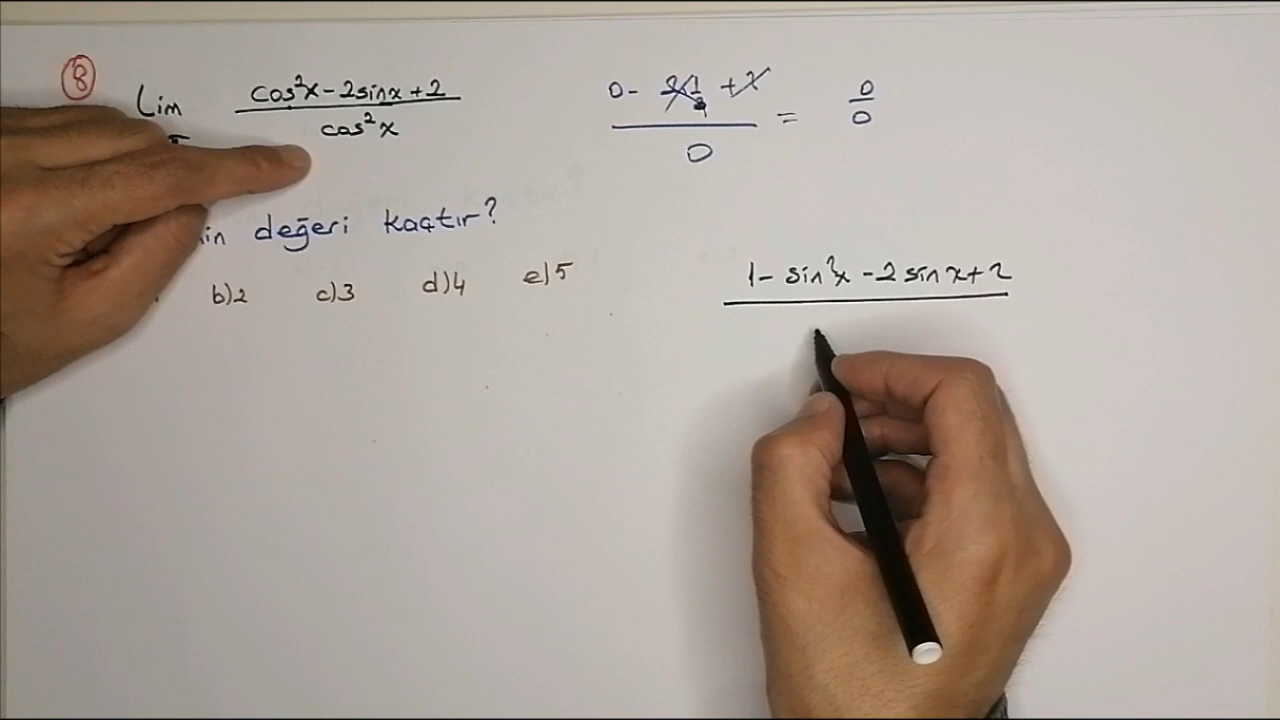 8
Lim cos²x - 2sinx + 2 / cos²x
0 - 2.1 + 2 / 0 = 0/0
değeri kaçtır?
b)2 c)3 d)4 e)5
1 - sin²x - 2 sinx + 2